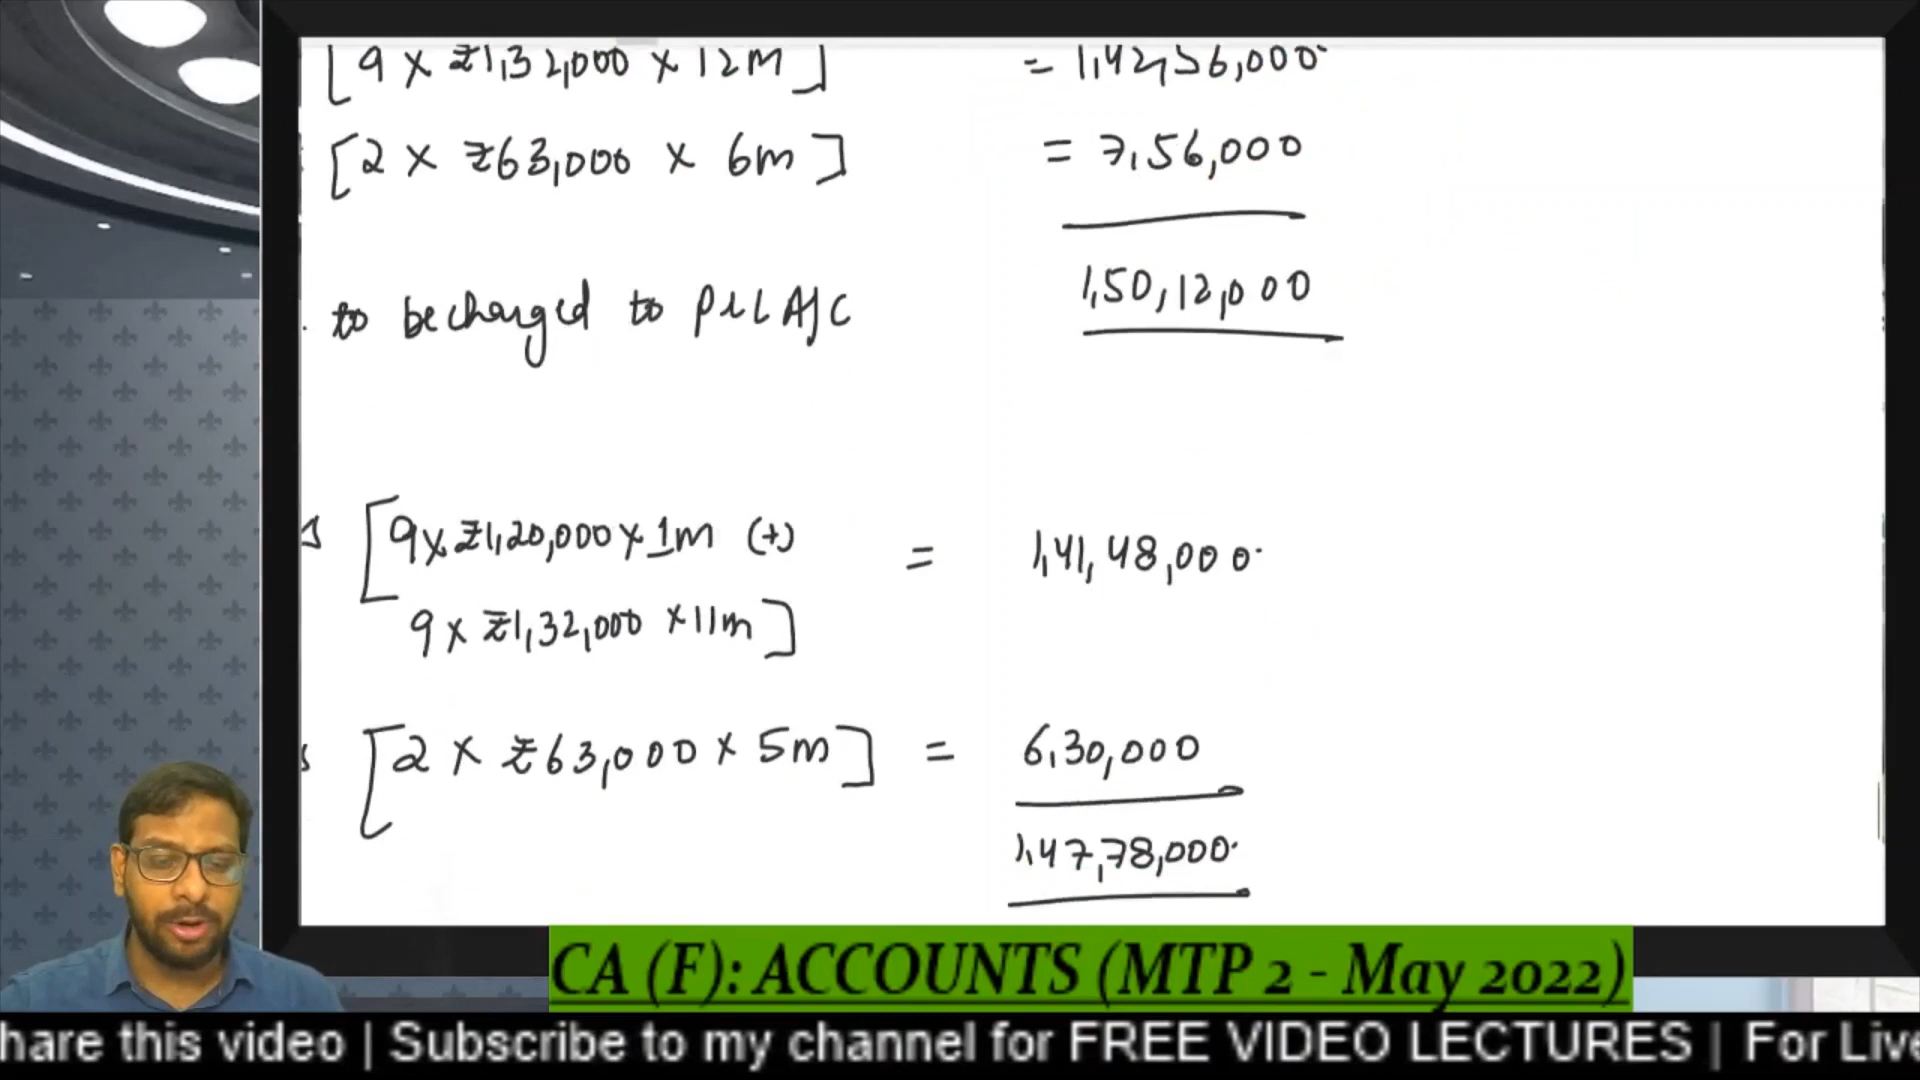 [9 × ₹1,32,000 × 12m] = 1,42,56,000
[2 × ₹63,000 × 6m] = 7,56,000
1,50,12,000
to be charged to P&L A/C
[9 × ₹1,20,000 × 1m (+)
9 × ₹1,32,000 × 11m] = 1,41,48,000
[2 × ₹63,000 × 5m] = 6,30,000
1,47,78,000
CA (F): ACCOUNTS (MTP 2 - May 2022)
hare this video | Subscribe to my channel for FREE VIDEO LECTURES | For Live